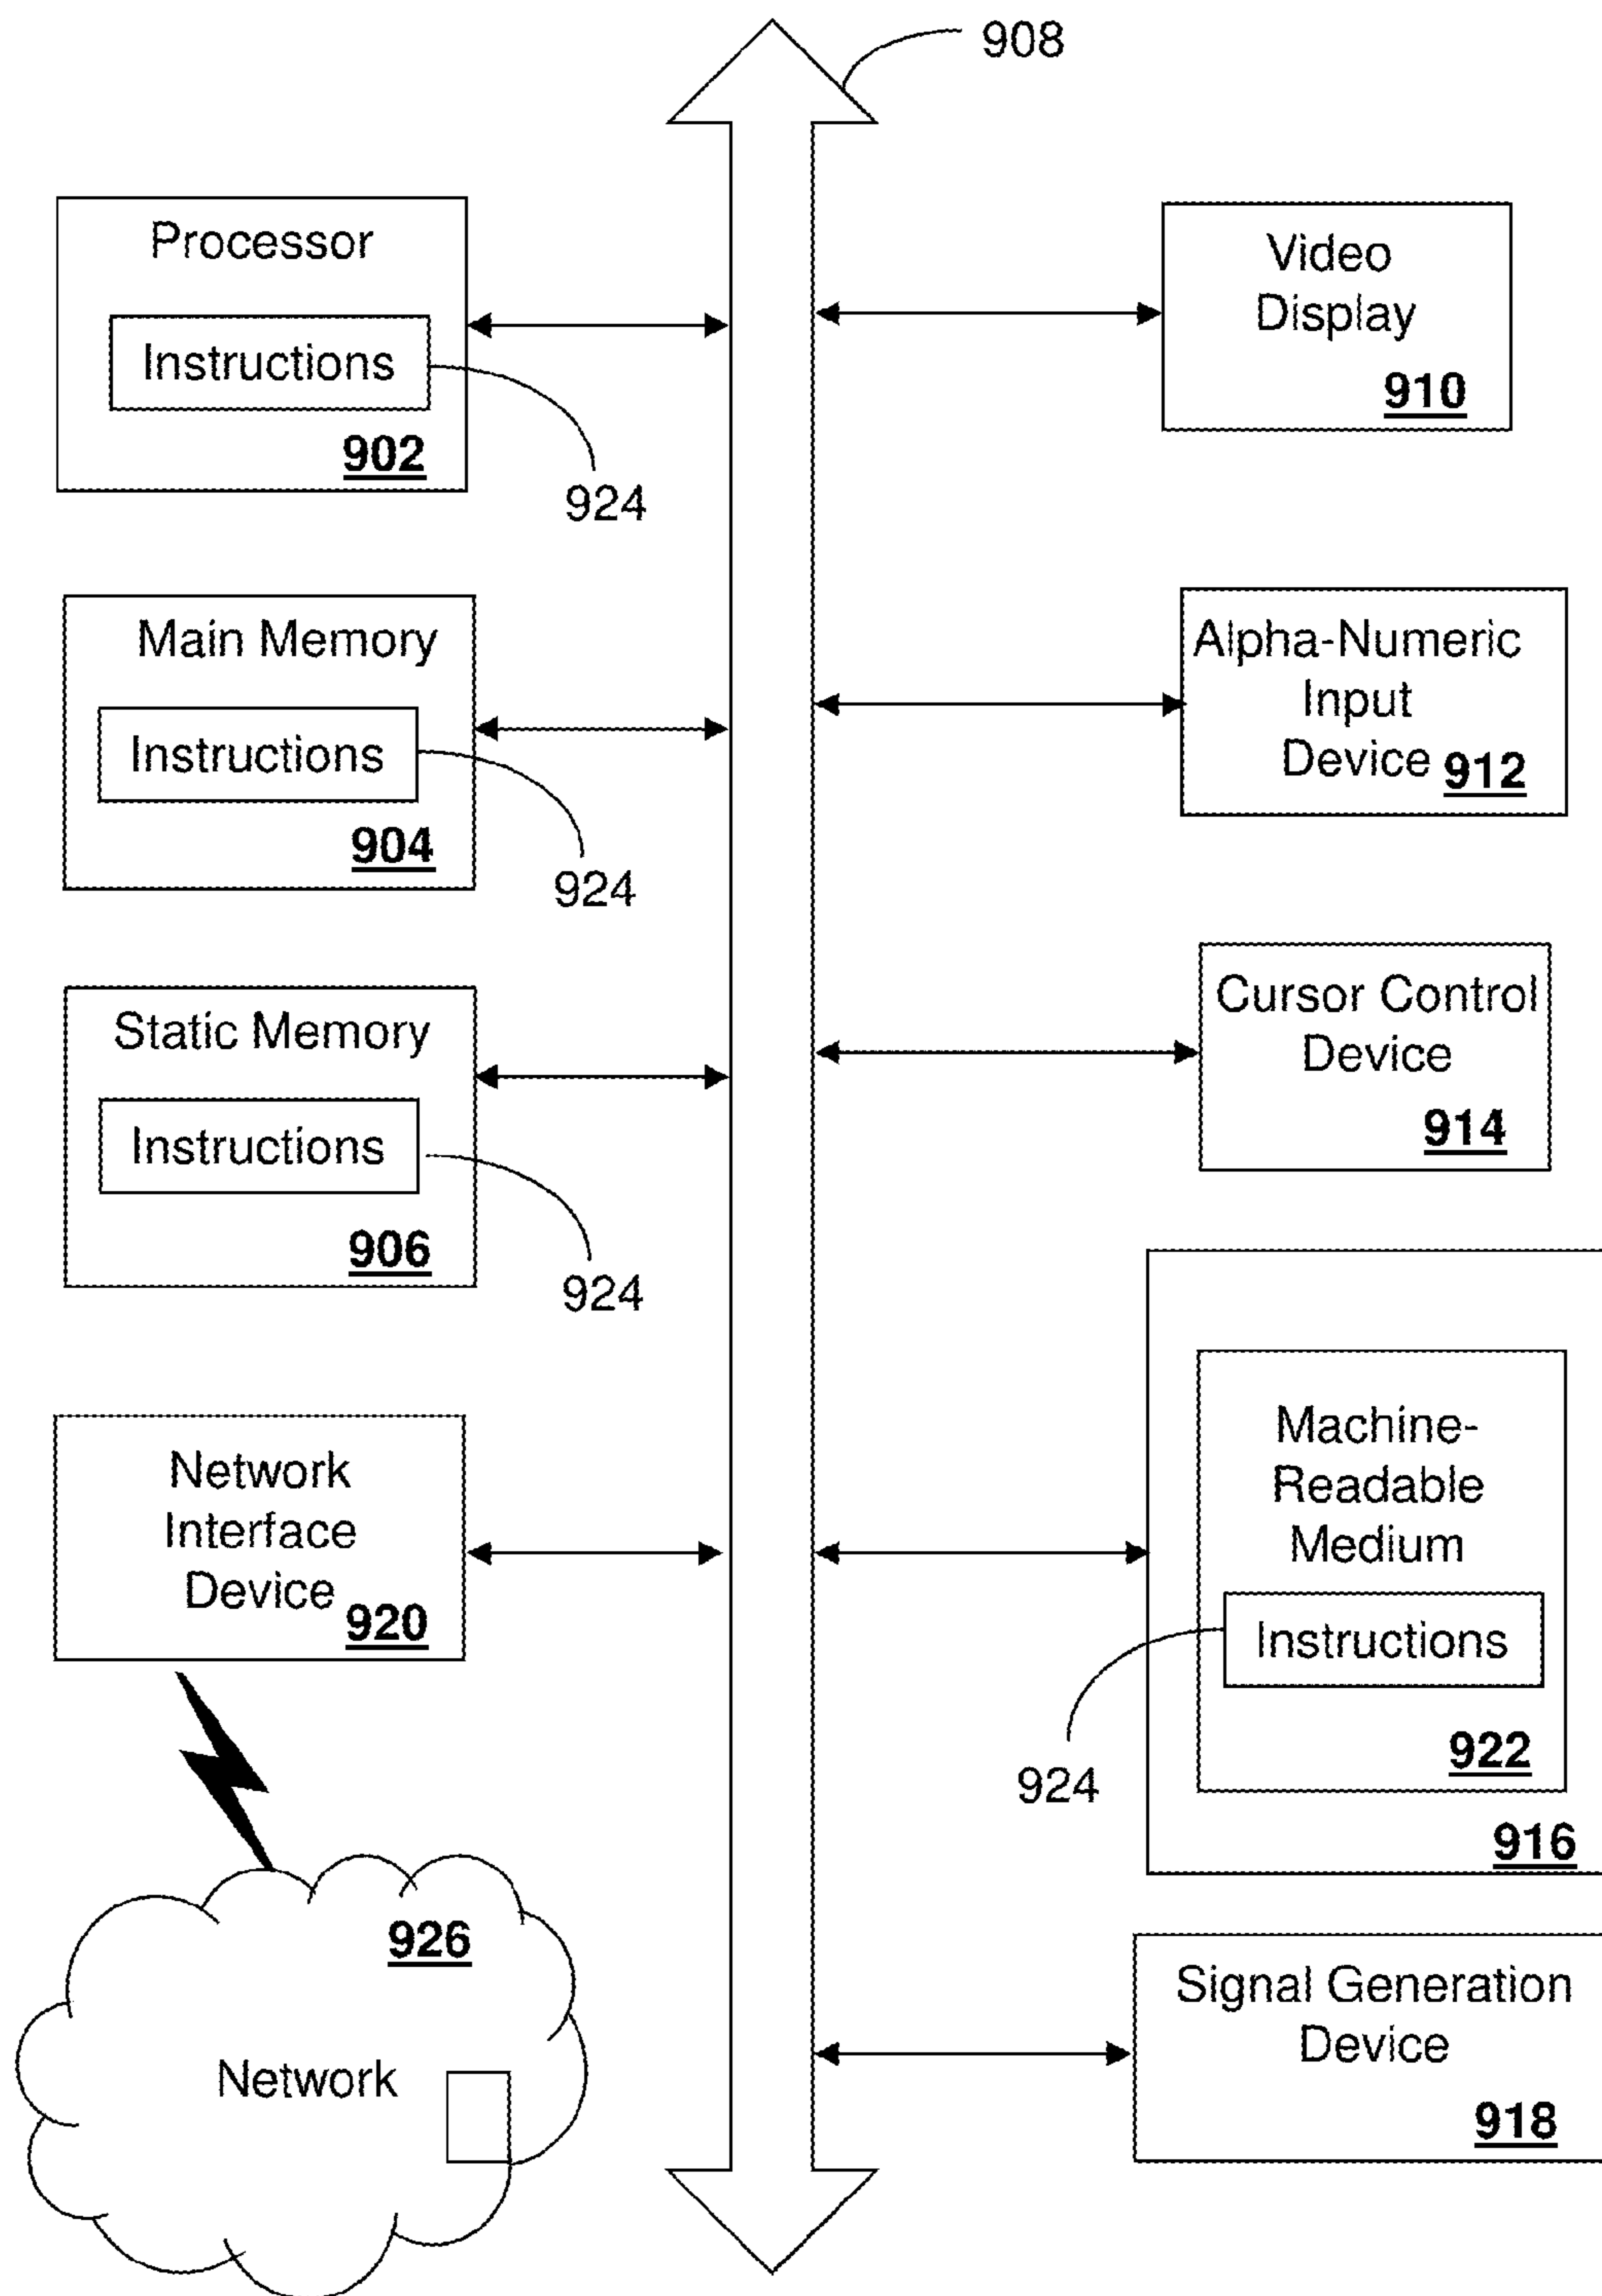 908
Processor
Instructions
902
924
Main Memory
Instructions
904
924
Static Memory
Instructions
906
924
Network
Interface
Device
920
926
Network
Video
Display
910
Alpha-Numeric
Input
Device
912
Cursor Control
Device
914
Machine-
Readable
Medium
Instructions
924
922
916
Signal Generation
Device
918